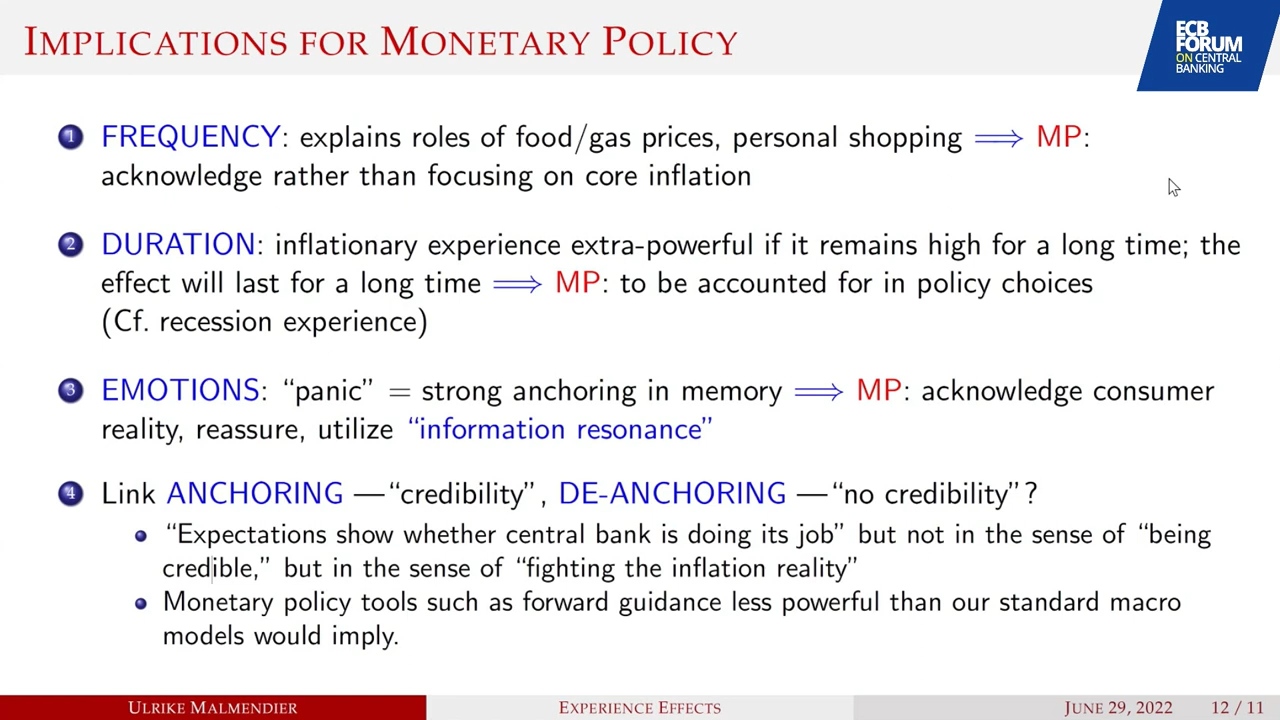 IMPLICATIONS FOR MONETARY POLICY
ECB
FORUM
ON CENTRAL
BANKING
1 FREQUENCY: explains roles of food/gas prices, personal shopping ⟹ MP:
acknowledge rather than focusing on core inflation
2 DURATION: inflationary experience extra-powerful if it remains high for a long time; the
effect will last for a long time ⟹ MP: to be accounted for in policy choices
(Cf. recession experience)
3 EMOTIONS: “panic” = strong anchoring in memory ⟹ MP: acknowledge consumer
reality, reassure, utilize “information resonance”
4 Link ANCHORING —“credibility”, DE-ANCHORING —“no credibility”?
“Expectations show whether central bank is doing its job” but not in the sense of “being
credible,” but in the sense of “fighting the inflation reality”
Monetary policy tools such as forward guidance less powerful than our standard macro
models would imply.
ULRIKE MALMENDIER EXPERIENCE EFFECTS JUNE 29, 2022 12 / 11